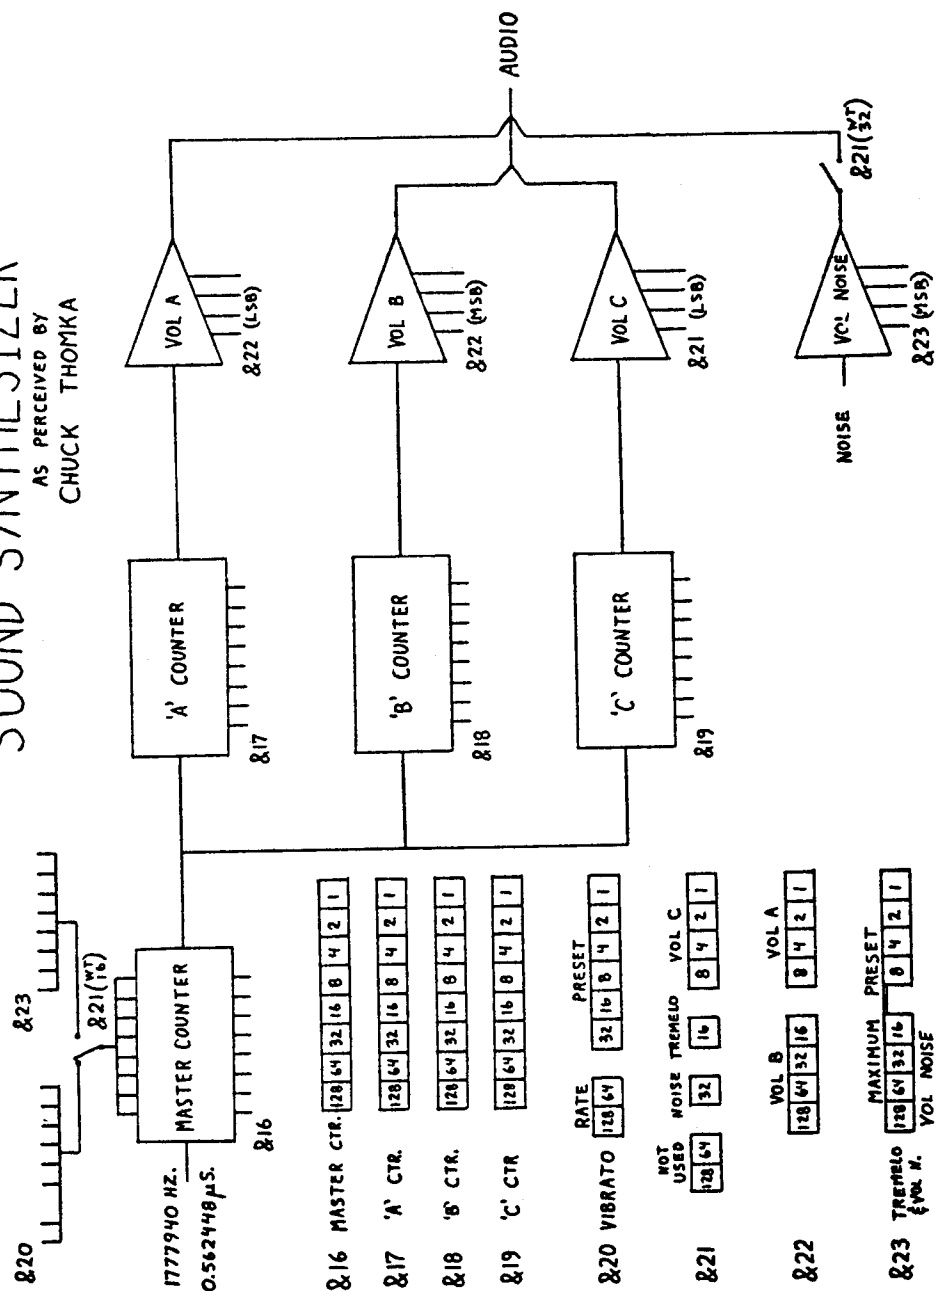 SOUND SYNTHESIZER
AS PERCEIVED BY
CHUCK THOMKA
&20
&23
&21 (WT 16)
1777940 HZ.
0.562448 µS.
MASTER COUNTER
&16
'A' COUNTER
&17
VOL A
&22 (LSB)
'B' COUNTER
&18
VOL B
&22 (MSB)
'C' COUNTER
&19
VOL C
&21 (LSB)
NOISE
VOL NOISE
&23 (MSB)
&21 (WT 32)
AUDIO
&16 MASTER CTR. 128 64 32 16 8 4 2 1
&17 'A' CTR. 128 64 32 16 8 4 2 1
&18 'B' CTR. 128 64 32 16 8 4 2 1
&19 'C' CTR 128 64 32 16 8 4 2 1
RATE PRESET
&20 VIBRATO 128 64 32 16 8 4 2 1
NOT USED NOISE TREMELO VOL C
&21 128 64 32 16 8 4 2 1
VOL B VOL A
&22 128 64 32 16 8 4 2 1
MAXIMUM PRESET
&23 TREMELO & VOL N. 128 64 32 16 8 4 2 1
VOL NOISE